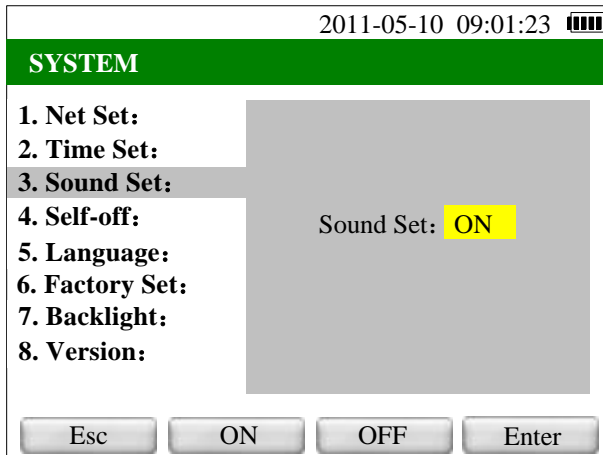 2011-05-10 09:01:23
SYSTEM
1. Net Set：
2. Time Set：
3. Sound Set：
4. Self-off：
5. Language：
6. Factory Set：
7. Backlight：
8. Version：
Sound Set： ON
Esc ON OFF Enter